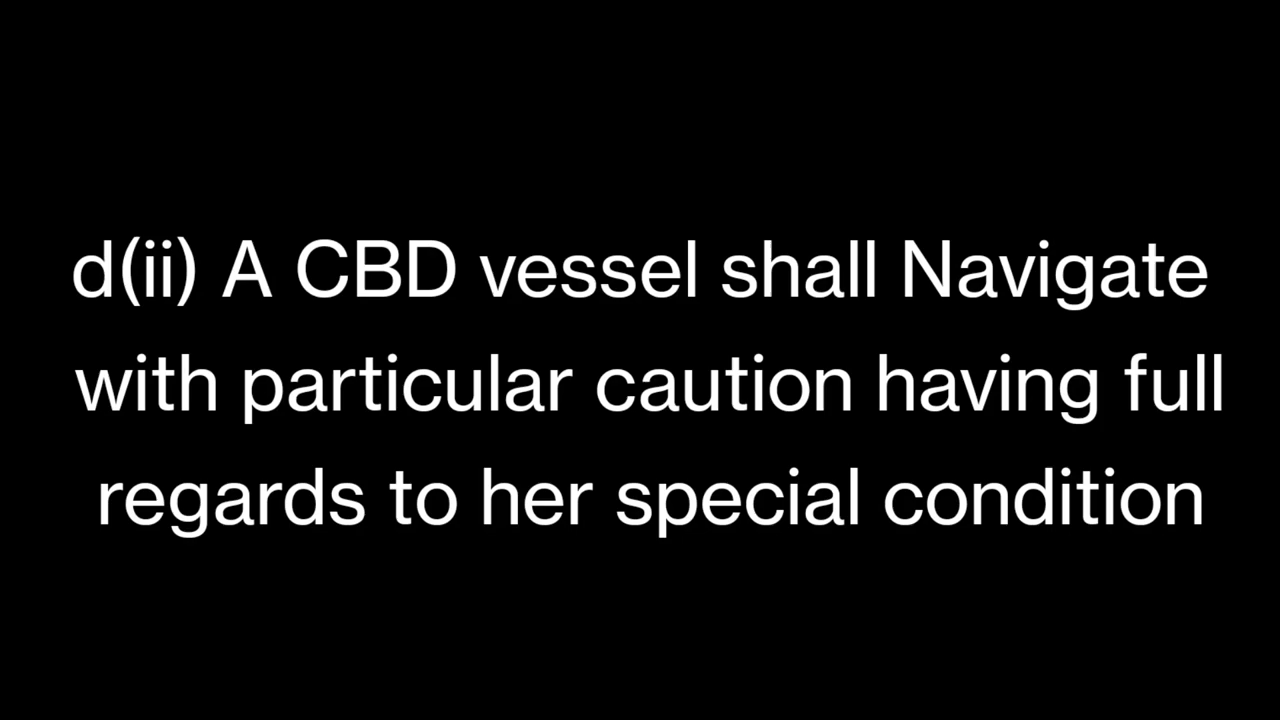 d(ii) A CBD vessel shall Navigate
with particular caution having full
regards to her special condition